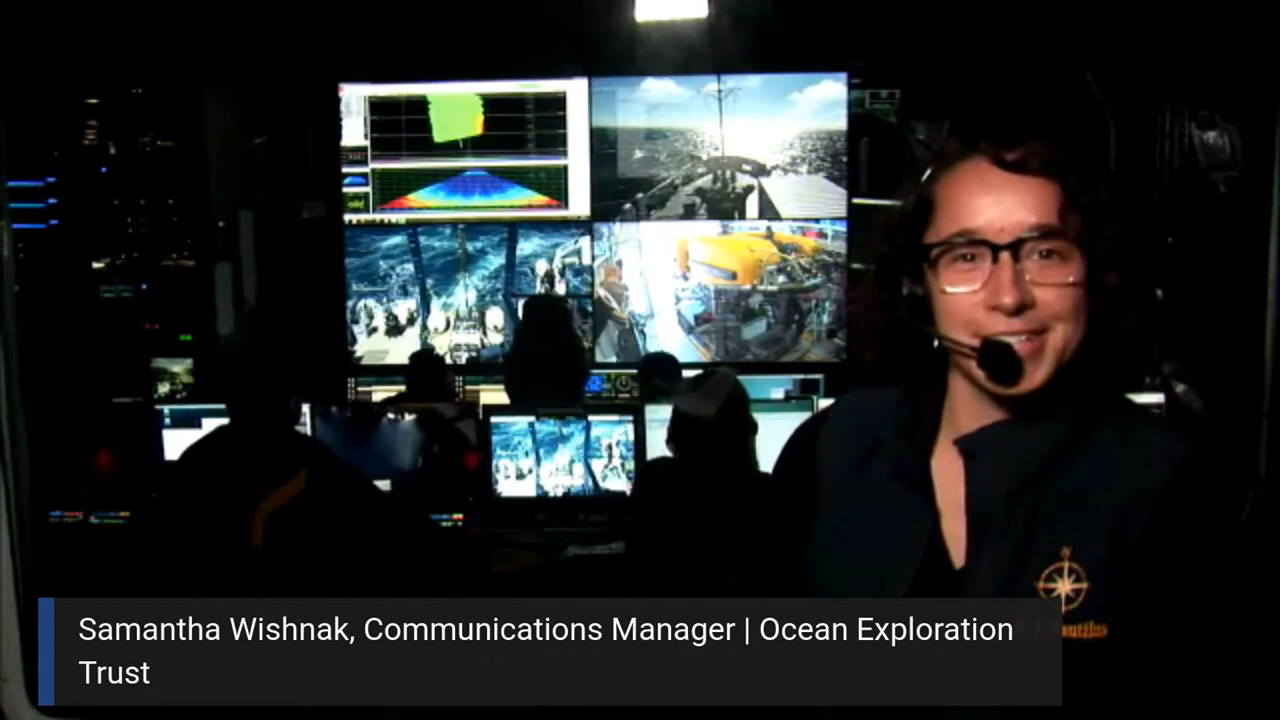 N
Samantha Wishnak, Communications Manager | Ocean Exploration
Trust